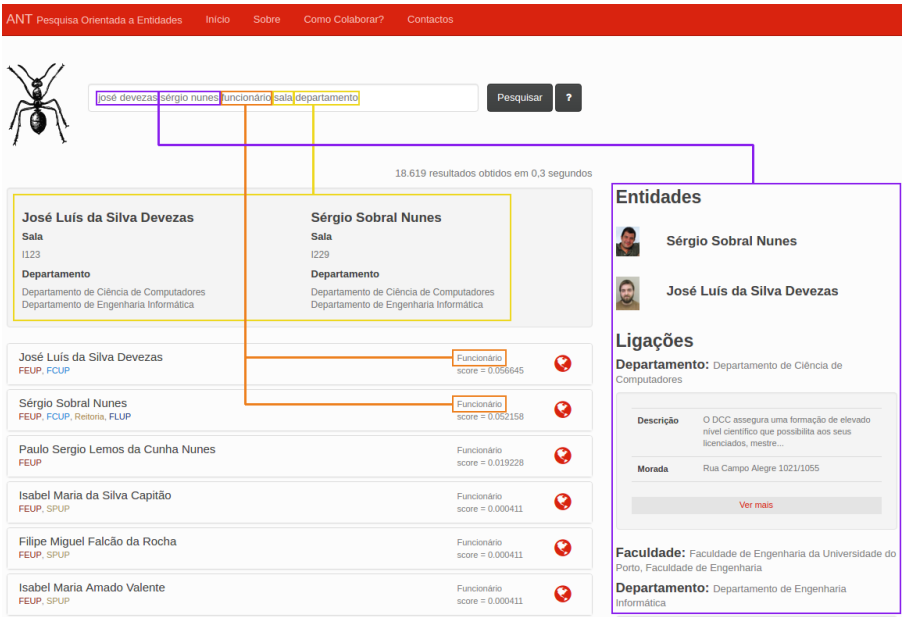 ANT Pesquisa Orientada a Entidades Início Sobre Como Colaborar? Contactos
josé devezas sérgio nunes funcionário sala departamento
Pesquisar ?
18.619 resultados obtidos em 0,3 segundos
José Luís da Silva Devezas
Sala
I123
Departamento
Departamento de Ciência de Computadores
Departamento de Engenharia Informática
Sérgio Sobral Nunes
Sala
I229
Departamento
Departamento de Ciência de Computadores
Departamento de Engenharia Informática
José Luís da Silva Devezas
FEUP, FCUP
Funcionário
score = 0.056645
Sérgio Sobral Nunes
FEUP, FCUP, Reitoria, FLUP
Funcionário
score = 0.052158
Paulo Sergio Lemos da Cunha Nunes
FEUP
Funcionário
score = 0.019228
Isabel Maria da Silva Capitão
FEUP, SPUP
Funcionário
score = 0.000411
Filipe Miguel Falcão da Rocha
FEUP, SPUP
Funcionário
score = 0.000411
Isabel Maria Amado Valente
FEUP, SPUP
Funcionário
score = 0.000411
Entidades
Sérgio Sobral Nunes
José Luís da Silva Devezas
Ligações
Departamento: Departamento de Ciência de
Computadores
Descrição O DCC assegura uma formação de elevado
nível científico que possibilita aos seus
licenciados, mestre...
Morada Rua Campo Alegre 1021/1055
Ver mais
Faculdade: Faculdade de Engenharia da Universidade do
Porto, Faculdade de Engenharia
Departamento: Departamento de Engenharia
Informática